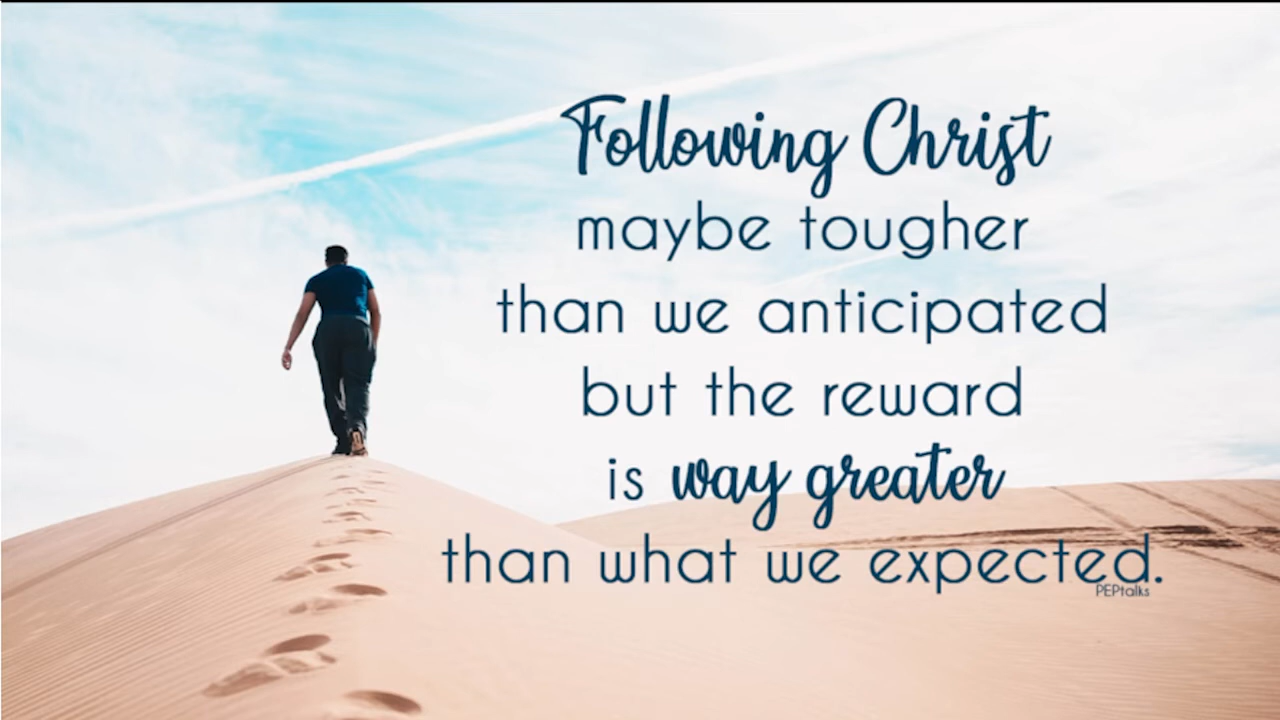 Following Christ
maybe tougher
than we anticipated
but the reward
is way greater
than what we expected.
PEPtalks